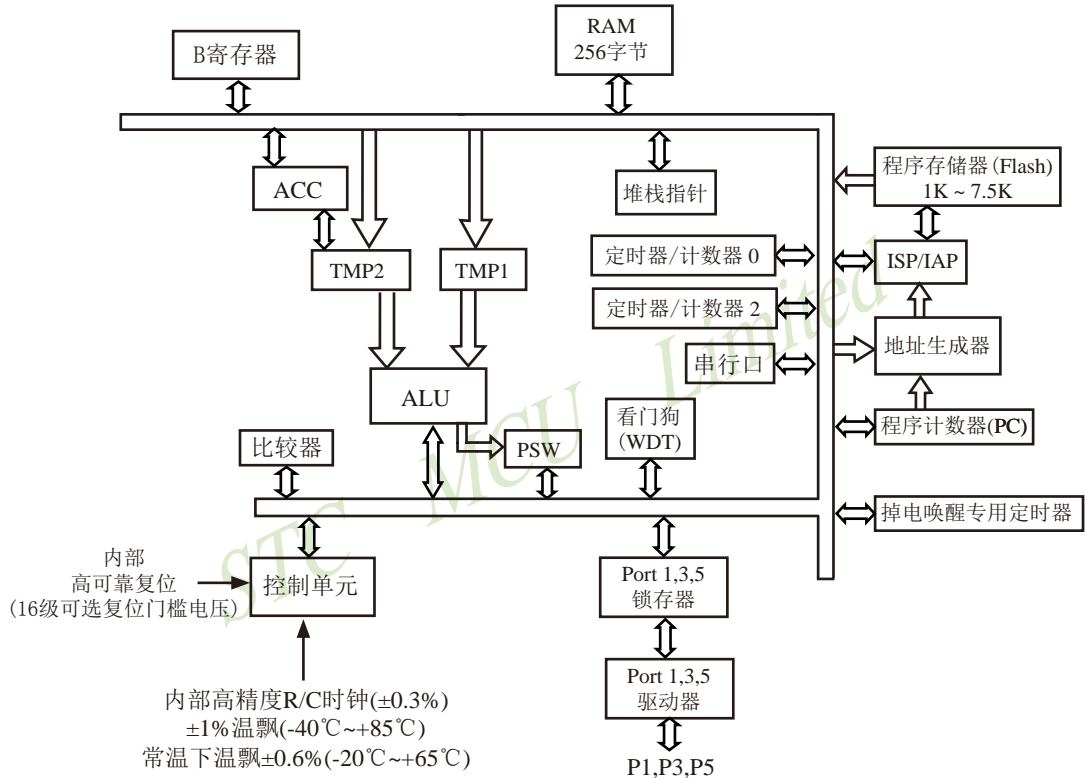 B寄存器
RAM
256字节
ACC
堆栈指针
程序存储器(Flash)
1K ~ 7.5K
TMP2
TMP1
定时器/计数器 0
ISP/IAP
定时器/计数器 2
地址生成器
串行口
ALU
看门狗
(WDT)
程序计数器(PC)
比较器
PSW
掉电唤醒专用定时器
内部
高可靠复位
(16级可选复位门槛电压)
控制单元
Port 1,3,5
锁存器
内部高精度R/C时钟(±0.3%)
±1%温飘(-40℃~+85℃)
常温下温飘±0.6%(-20℃~+65℃)
Port 1,3,5
驱动器
P1,P3,P5
STC MCU Limited